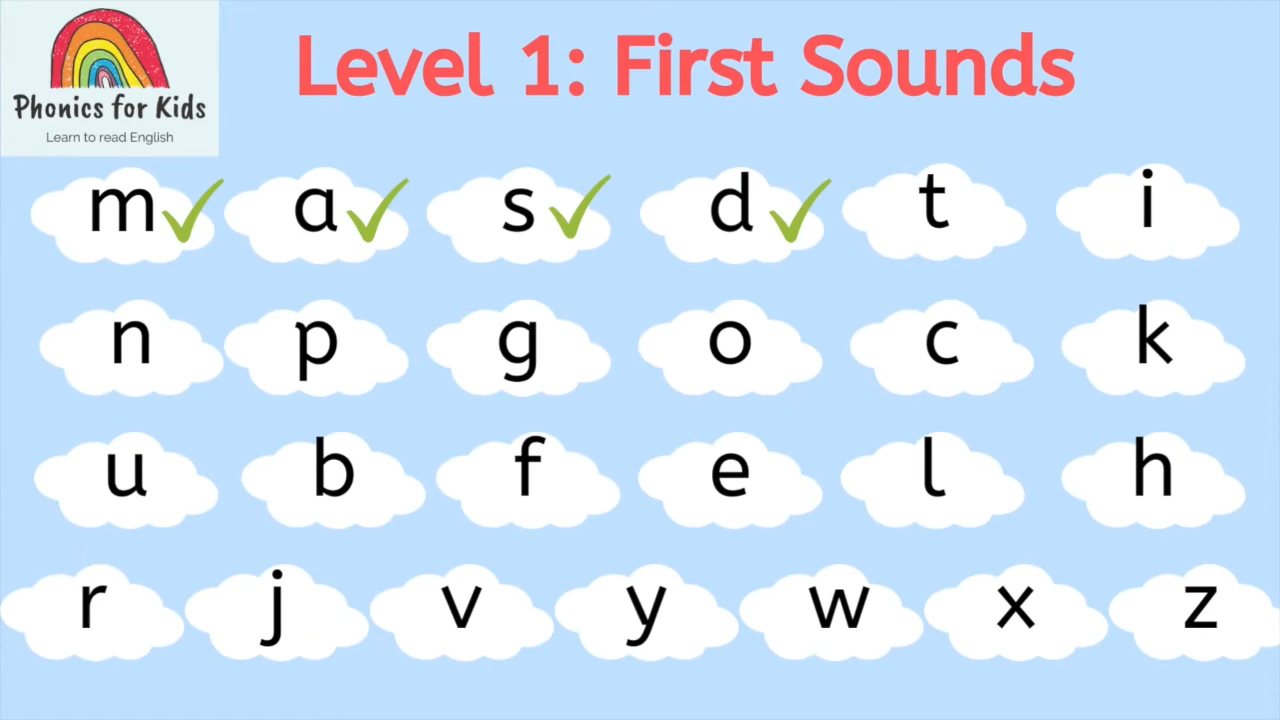 Phonics for Kids
Learn to read English
Level 1: First Sounds
m a s d t i
n p g o c k
u b f e l h
r j v y w x z